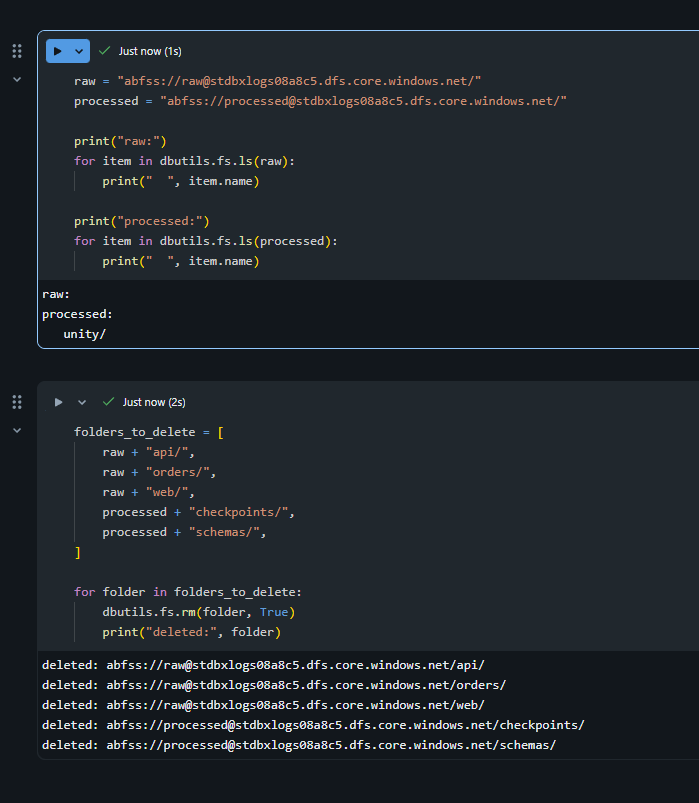 Just now (1s)
raw = "abfss://raw@stdbxlogs08a8c5.dfs.core.windows.net/"
processed = "abfss://processed@stdbxlogs08a8c5.dfs.core.windows.net/"

print("raw:")
for item in dbutils.fs.ls(raw):
    print("  ", item.name)

print("processed:")
for item in dbutils.fs.ls(processed):
    print("  ", item.name)
raw:
processed:
   unity/
Just now (2s)
folders_to_delete = [
    raw + "api/",
    raw + "orders/",
    raw + "web/",
    processed + "checkpoints/",
    processed + "schemas/",
]

for folder in folders_to_delete:
    dbutils.fs.rm(folder, True)
    print("deleted:", folder)
deleted: abfss://raw@stdbxlogs08a8c5.dfs.core.windows.net/api/
deleted: abfss://raw@stdbxlogs08a8c5.dfs.core.windows.net/orders/
deleted: abfss://raw@stdbxlogs08a8c5.dfs.core.windows.net/web/
deleted: abfss://processed@stdbxlogs08a8c5.dfs.core.windows.net/checkpoints/
deleted: abfss://processed@stdbxlogs08a8c5.dfs.core.windows.net/schemas/